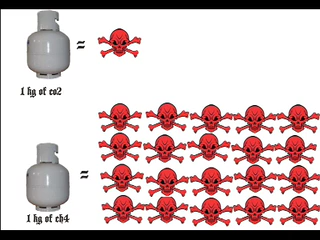 =
1 kg of co2
=
1 kg of ch4